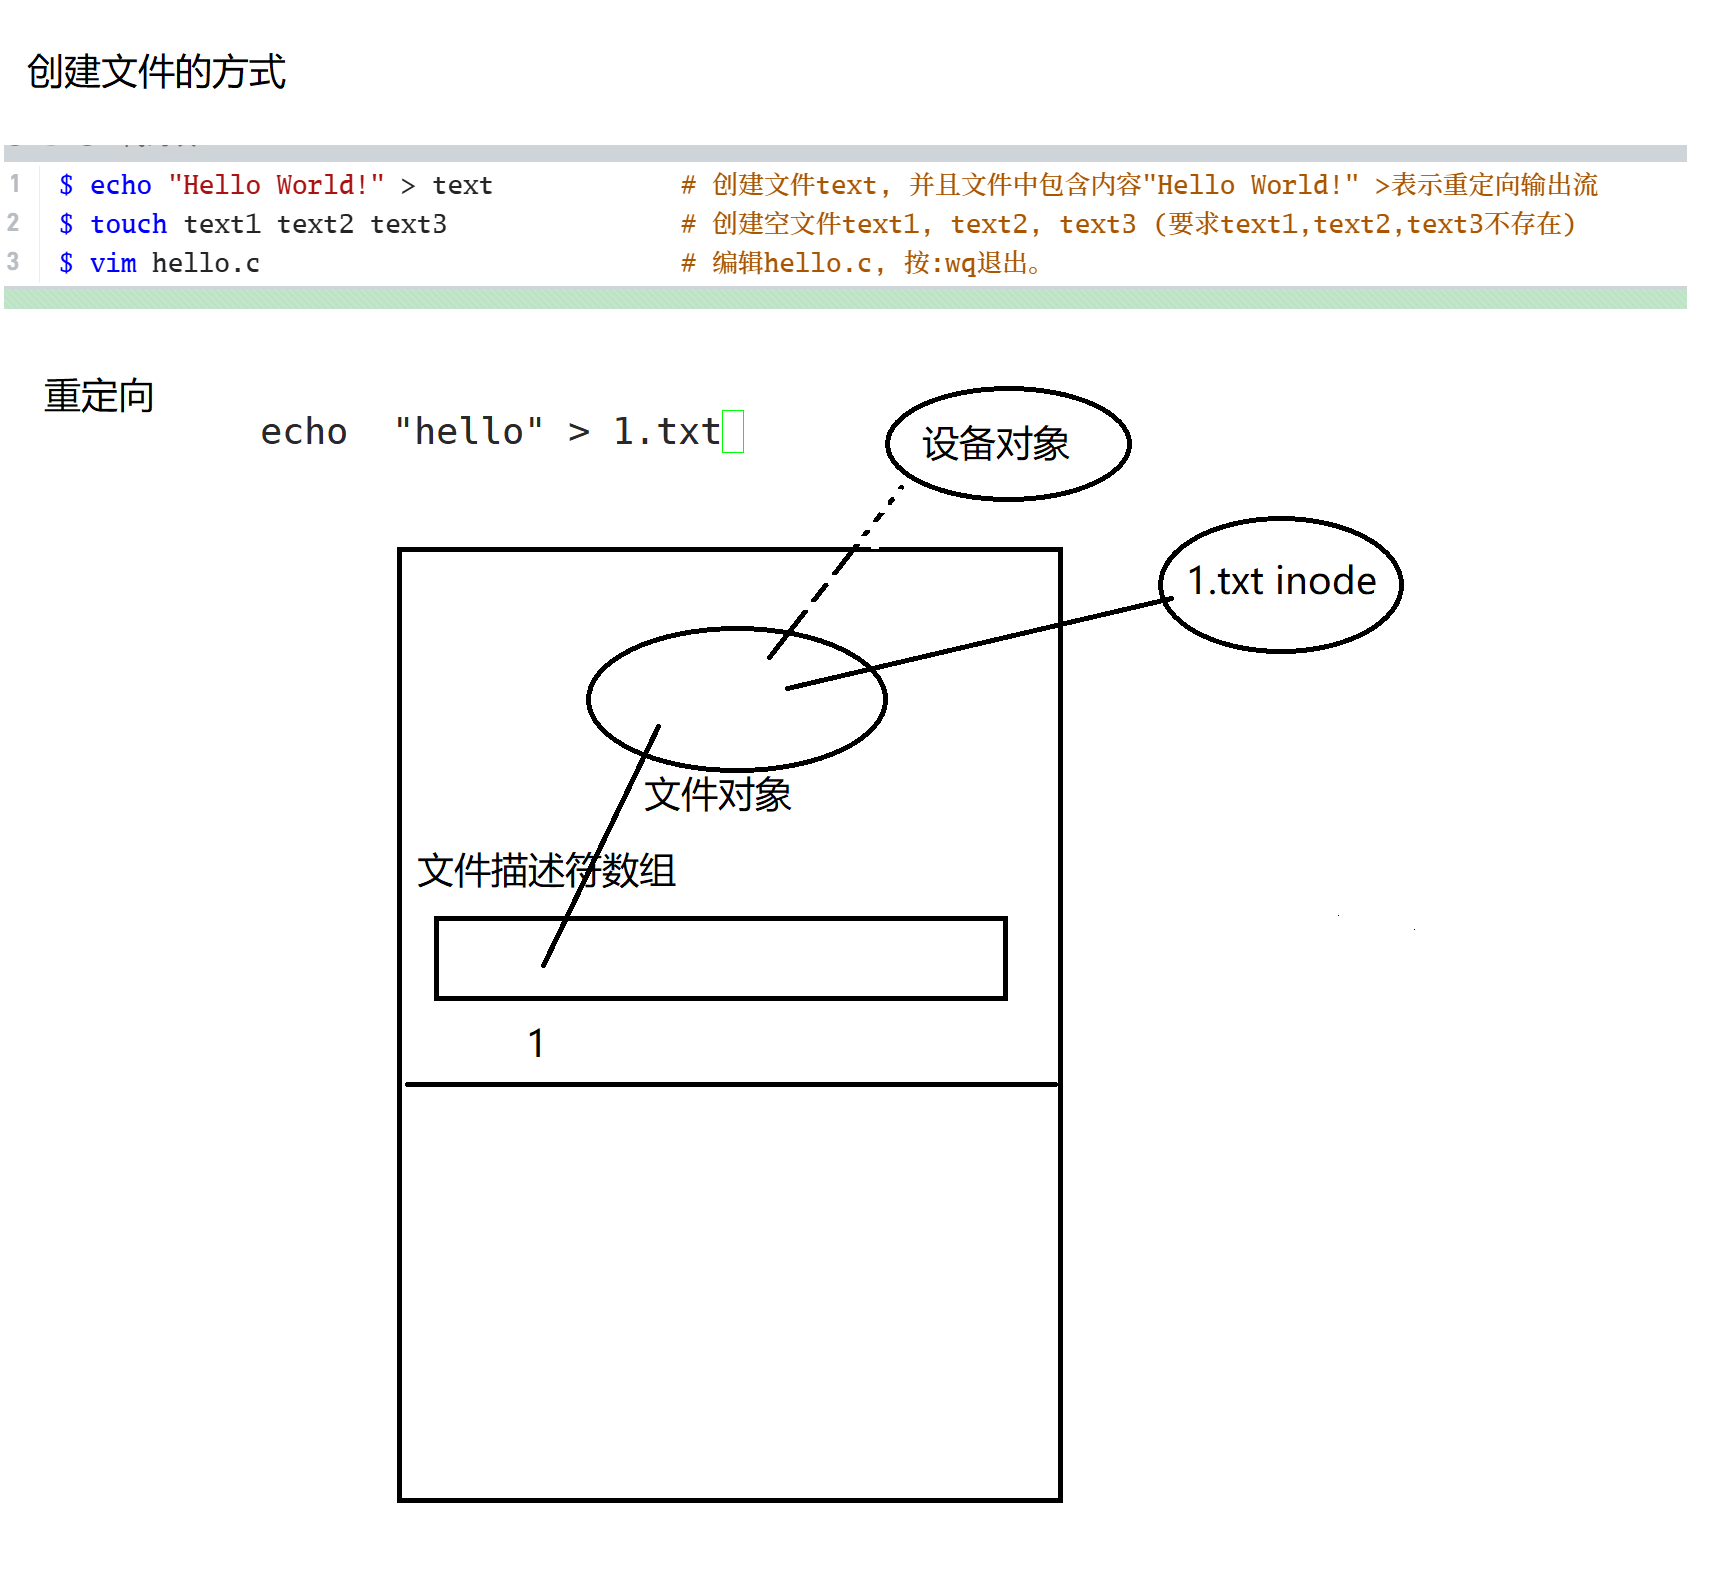 创建文件的方式
1 $ echo "Hello World!" > text # 创建文件text, 并且文件中包含内容"Hello World!" >表示重定向输出流
2 $ touch text1 text2 text3 # 创建空文件text1, text2, text3 (要求text1,text2,text3不存在)
3 $ vim hello.c # 编辑hello.c, 按:wq退出。
重定向
echo "hello" > 1.txt
设备对象
1.txt inode
文件对象
文件描述符数组
1